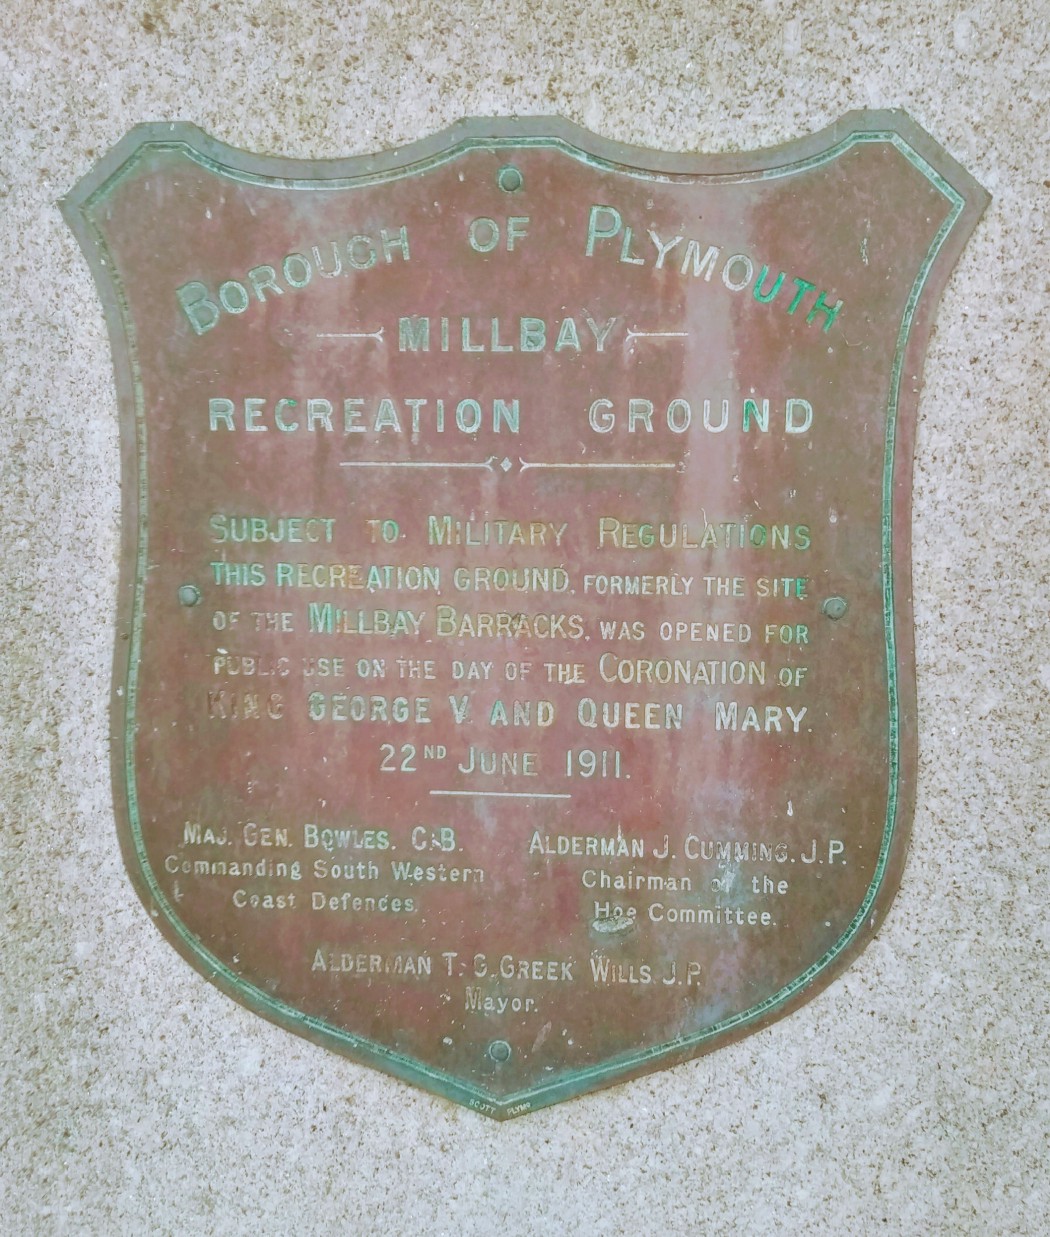 BOROUGH OF PLYMOUTH
MILLBAY
RECREATION GROUND
SUBJECT TO MILITARY REGULATIONS
THIS RECREATION GROUND, FORMERLY THE SITE
OF THE MILLBAY BARRACKS, WAS OPENED FOR
PUBLIC USE ON THE DAY OF THE CORONATION OF
KING GEORGE V. AND QUEEN MARY.
22ND JUNE 1911.
MAJ. GEN. BOWLES. C.B.
Commanding South Western
Coast Defences.
ALDERMAN J. CUMMING. J.P.
Chairman of the
Hoe Committee.
ALDERMAN T. G. GREEK WILLS. J.P.
Mayor.
SCOTT PLYMO